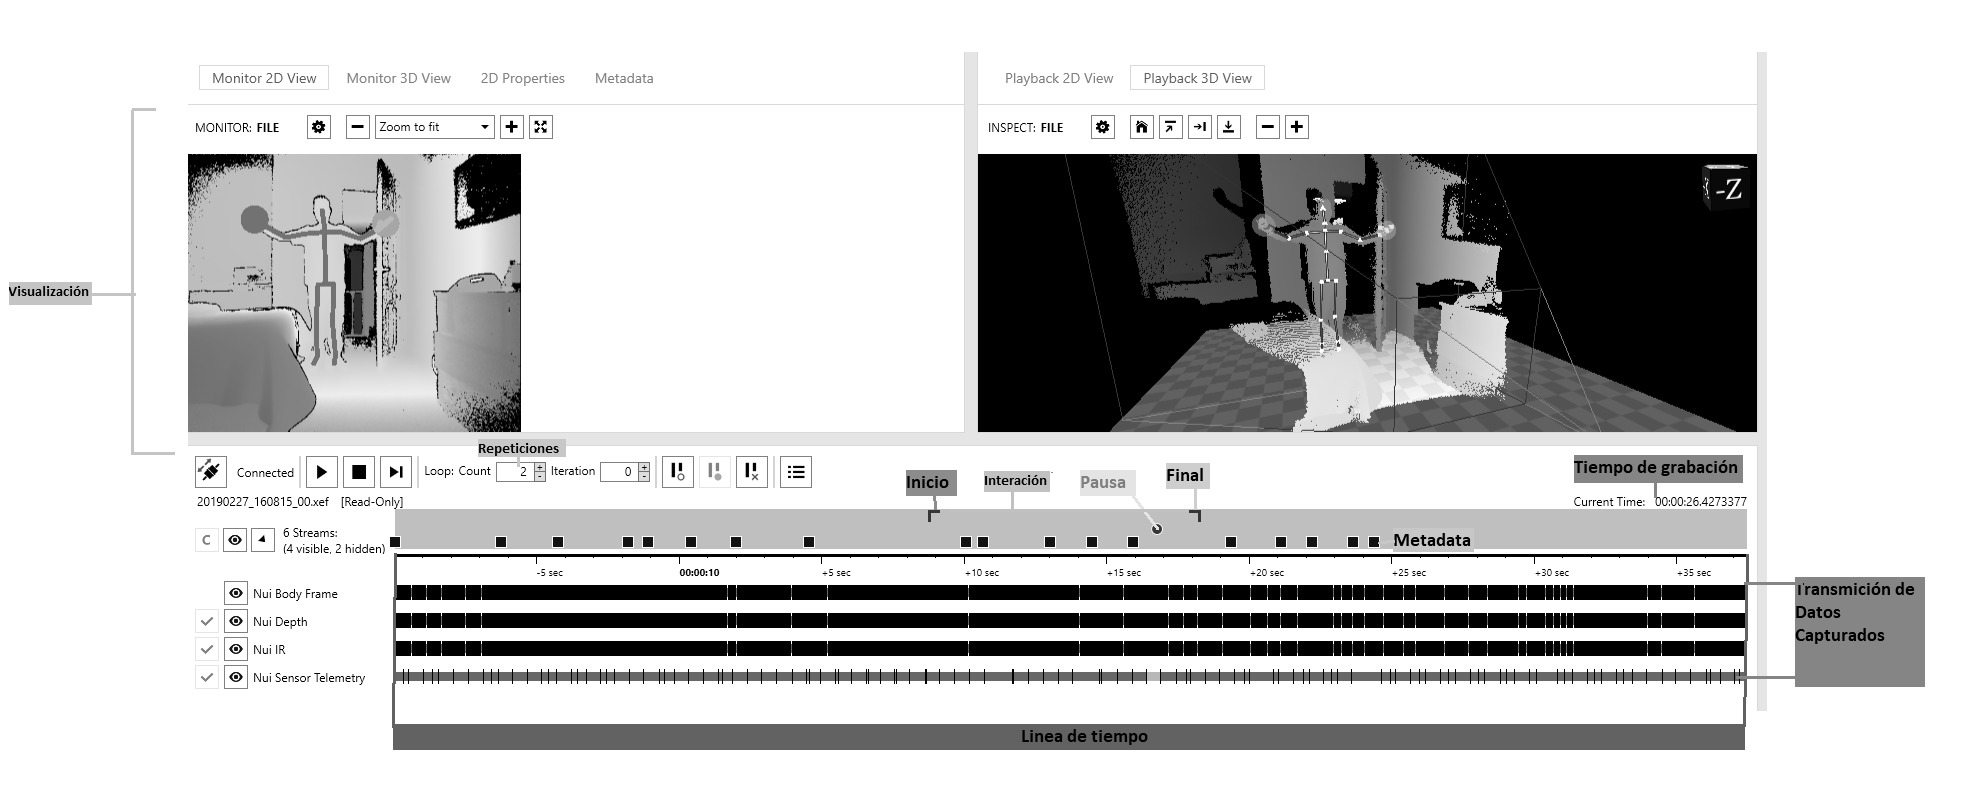 Monitor 2D View Monitor 3D View 2D Properties Metadata
Playback 2D View Playback 3D View
MONITOR: FILE Zoom to fit
INSPECT: FILE
-Z
Visualización
Repeticiones
Connected Loop: Count 2 Iteration 0
Inicio Interación Pausa Final
Tiempo de grabación
20190227_160815_00.xef [Read-Only]
Current Time: 00:00:26.4273377
C 6 Streams:
(4 visible, 2 hidden)
Metadata
-5 sec 00:00:10 +5 sec +10 sec +15 sec +20 sec +25 sec +30 sec +35 sec
Nui Body Frame
Nui Depth
Nui IR
Nui Sensor Telemetry
Transmición de
Datos
Capturados
Linea de tiempo